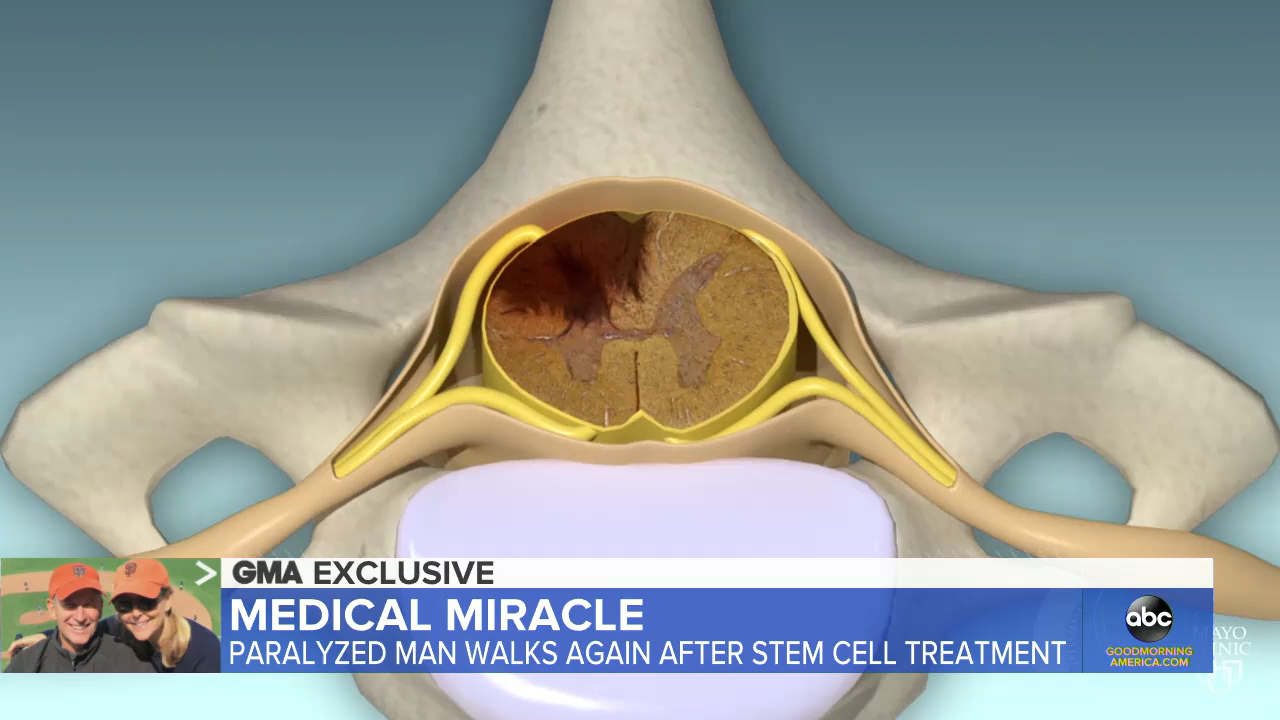 GMA EXCLUSIVE
MEDICAL MIRACLE
PARALYZED MAN WALKS AGAIN AFTER STEM CELL TREATMENT
abc
GOODMORNING
AMERICA.COM